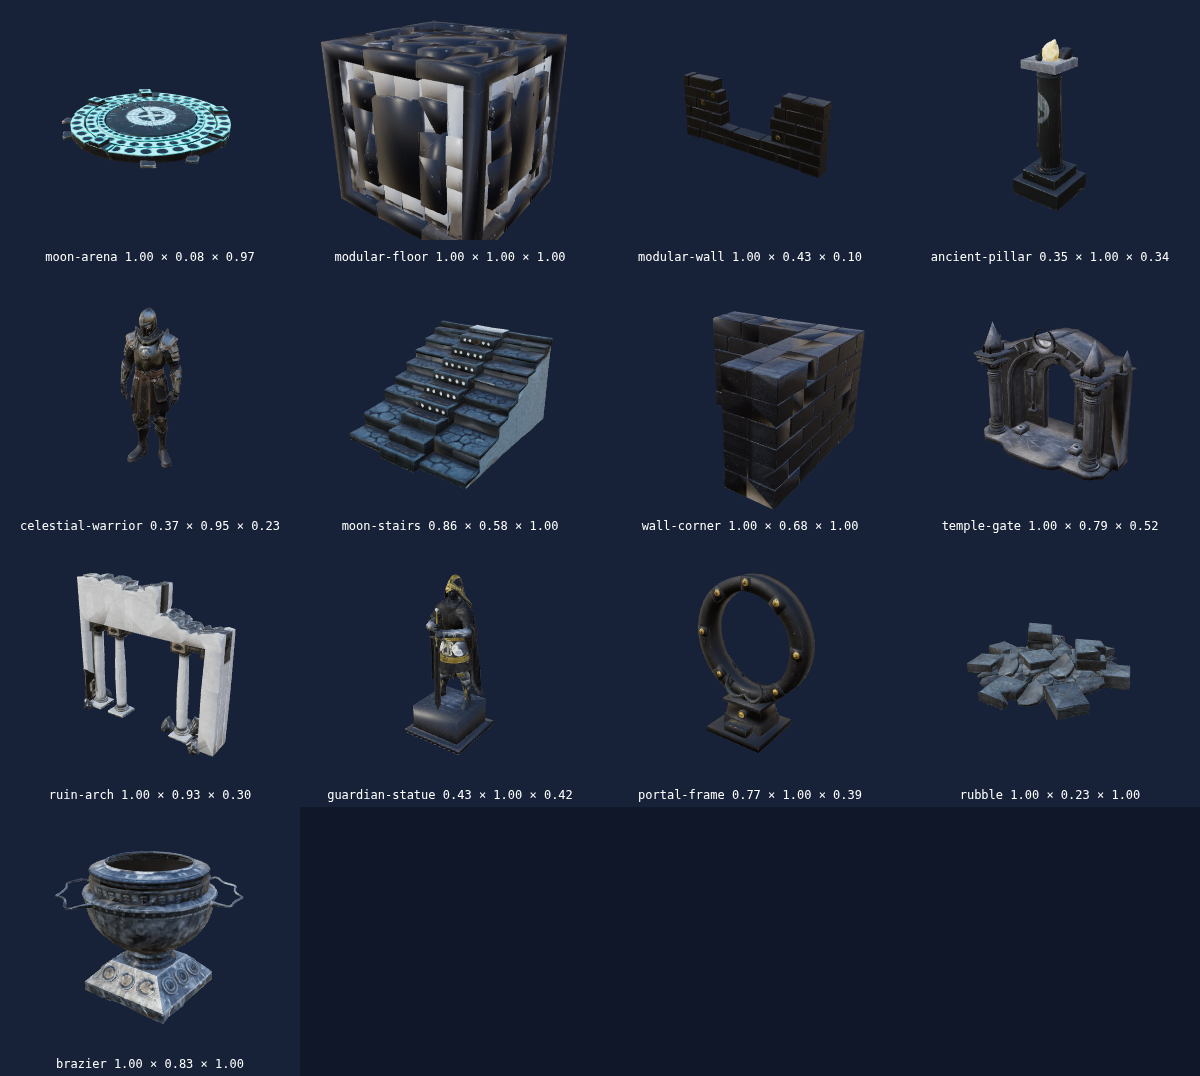 moon-arena 1.00 × 0.08 × 0.97
modular-floor 1.00 × 1.00 × 1.00
modular-wall 1.00 × 0.43 × 0.10
ancient-pillar 0.35 × 1.00 × 0.34
celestial-warrior 0.37 × 0.95 × 0.23
moon-stairs 0.86 × 0.58 × 1.00
wall-corner 1.00 × 0.68 × 1.00
temple-gate 1.00 × 0.79 × 0.52
ruin-arch 1.00 × 0.93 × 0.30
guardian-statue 0.43 × 1.00 × 0.42
portal-frame 0.77 × 1.00 × 0.39
rubble 1.00 × 0.23 × 1.00
brazier 1.00 × 0.83 × 1.00